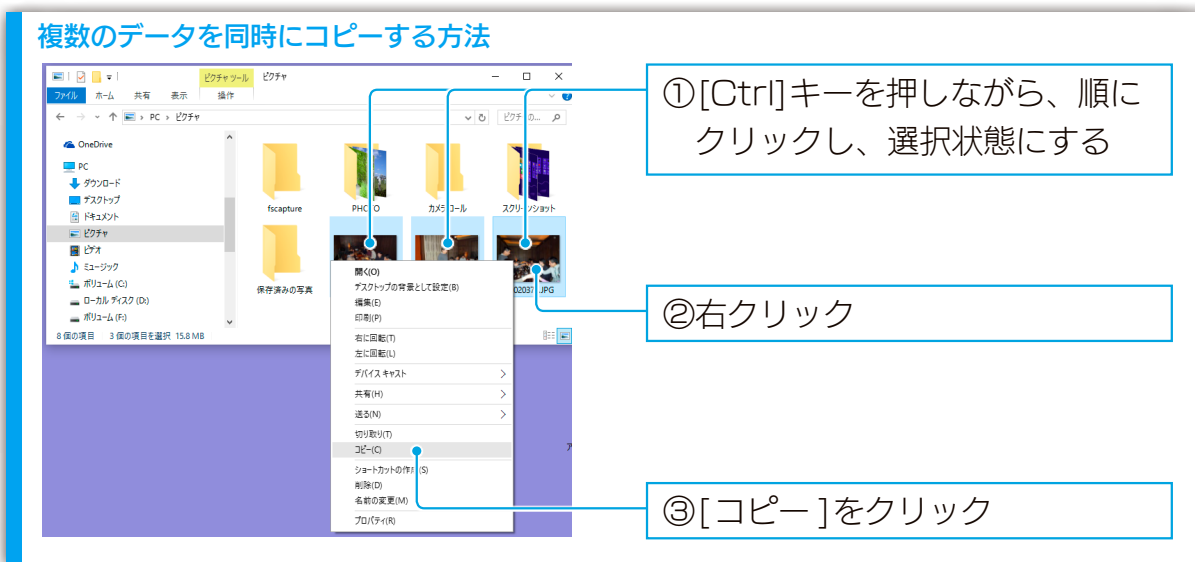 複数のデータを同時にコピーする方法
ピクチャ ツール ピクチャ
ファイル ホーム 共有 表示 操作
PC › ピクチャ
OneDrive
PC
ダウンロード
デスクトップ
ドキュメント
ピクチャ
ビデオ
ミュージック
ボリューム (C:)
ローカル ディスク (D:)
ボリューム (F:)
fscapture
保存済みの写真
8 個の項目 3 個の項目を選択 15.8 MB
開く(O)
デスクトップの背景として設定(B)
編集(E)
印刷(P)
右に回転(T)
左に回転(L)
デバイス キャスト
共有(H)
送る(N)
切り取り(T)
コピー(C)
ショートカットの作成(S)
削除(D)
名前の変更(M)
プロパティ(R)
①[Ctrl]キーを押しながら、順に
クリックし、選択状態にする
②右クリック
③[コピー]をクリック